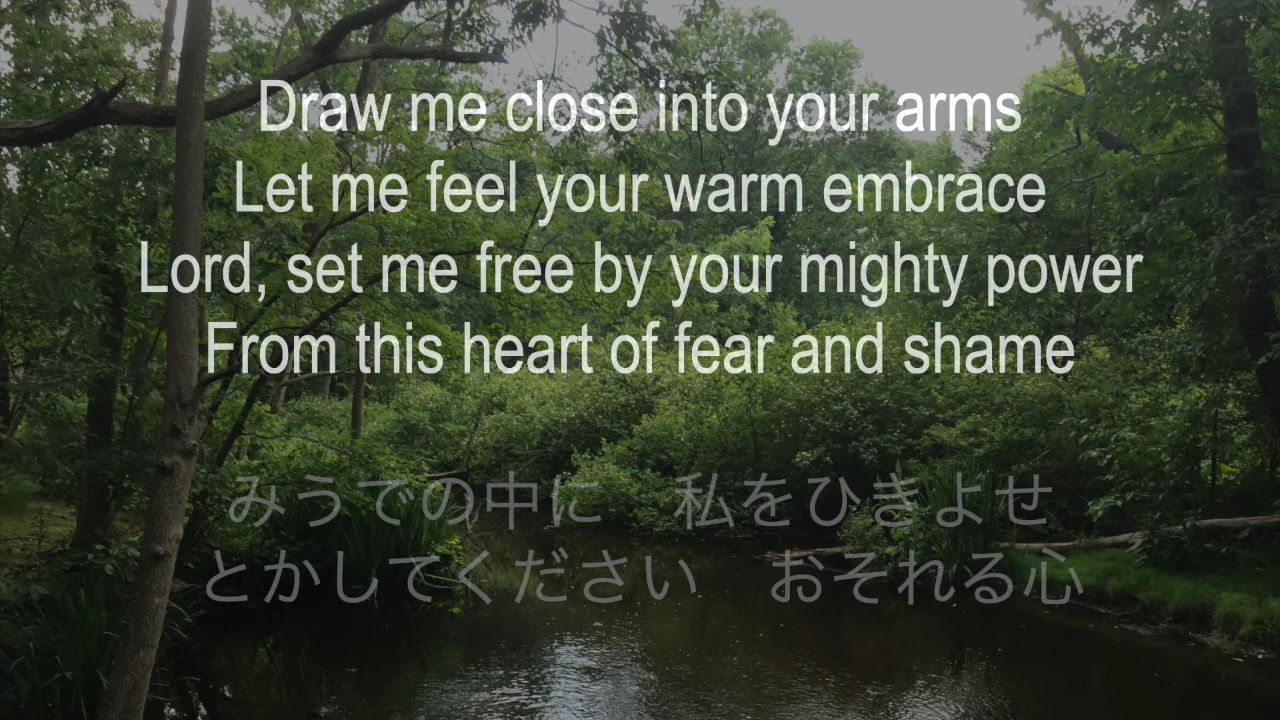 Draw me close into your arms
Let me feel your warm embrace
Lord, set me free by your mighty power
From this heart of fear and shame
みうでの中に　私をひきよせ
とかしてください　おそれる心